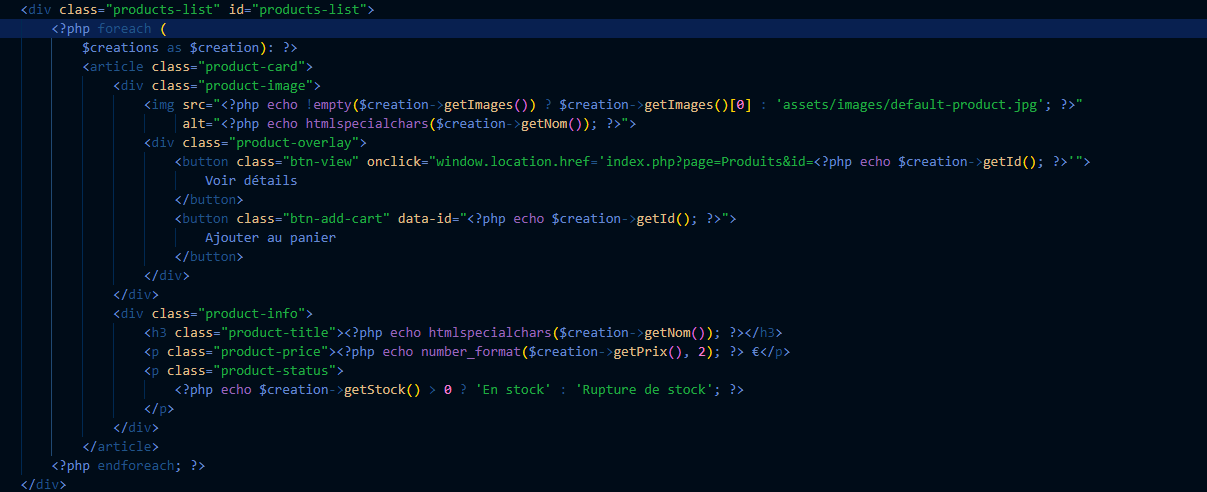 <div class="products-list" id="products-list">
<?php foreach (
$creations as $creation): ?>
<article class="product-card">
<div class="product-image">
<img src="<?php echo !empty($creation->getImages()) ? $creation->getImages()[0] : 'assets/images/default-product.jpg'; ?>"
alt="<?php echo htmlspecialchars($creation->getNom()); ?>">
<div class="product-overlay">
<button class="btn-view" onclick="window.location.href='index.php?page=Produits&id=<?php echo $creation->getId(); ?>'">
Voir détails
</button>
<button class="btn-add-cart" data-id="<?php echo $creation->getId(); ?>">
Ajouter au panier
</button>
</div>
</div>
<div class="product-info">
<h3 class="product-title"><?php echo htmlspecialchars($creation->getNom()); ?></h3>
<p class="product-price"><?php echo number_format($creation->getPrix(), 2); ?> €</p>
<p class="product-status">
<?php echo $creation->getStock() > 0 ? 'En stock' : 'Rupture de stock'; ?>
</p>
</div>
</article>
<?php endforeach; ?>
</div>